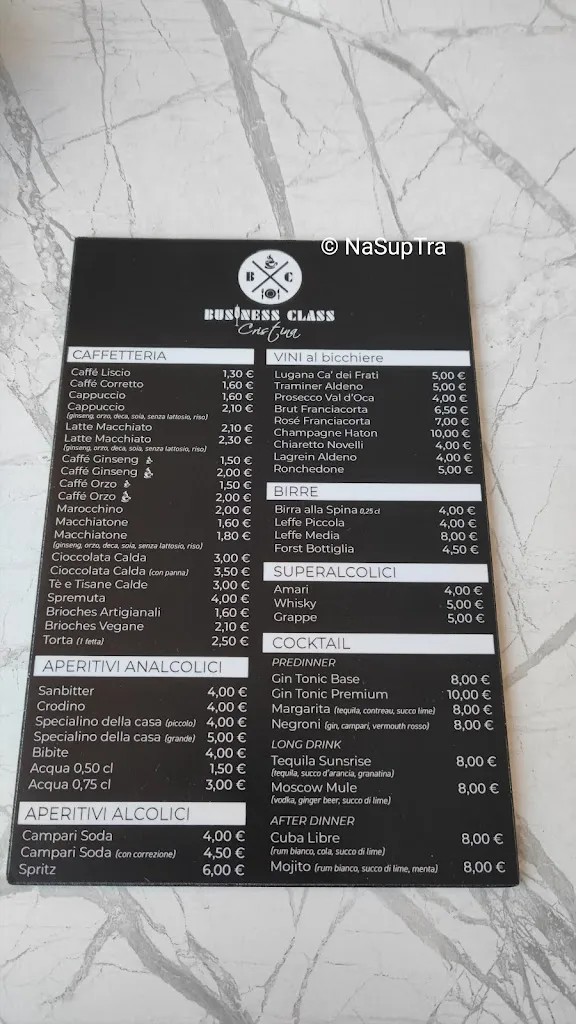 © NaSupTra
B C
BUSINESS CLASS
Cristina
CAFFETTERIA
Caffé Liscio 1,30 €
Caffé Corretto 1,60 €
Cappuccio 1,60 €
Cappuccio 2,10 €
(ginseng, orzo, deca, soia, senza lattosio, riso)
Latte Macchiato 2,10 €
Latte Macchiato 2,30 €
(ginseng, orzo, deca, soia, senza lattosio, riso)
Caffé Ginseng 1,50 €
Caffé Ginseng 2,00 €
Caffé Orzo 1,50 €
Caffé Orzo 2,00 €
Marocchino 2,00 €
Macchiatone 1,60 €
Macchiatone 1,80 €
(ginseng, orzo, deca, soia, senza lattosio, riso)
Cioccolata Calda 3,00 €
Cioccolata Calda (con panna) 3,50 €
Tè e Tisane Calde 3,00 €
Spremuta 4,00 €
Brioches Artigianali 1,60 €
Brioches Vegane 2,10 €
Torta (1 fetta) 2,50 €
APERITIVI ANALCOLICI
Sanbitter 4,00 €
Crodino 4,00 €
Specialino della casa (piccolo) 4,00 €
Specialino della casa (grande) 5,00 €
Bibite 4,00 €
Acqua 0,50 cl 1,50 €
Acqua 0,75 cl 3,00 €
APERITIVI ALCOLICI
Campari Soda 4,00 €
Campari Soda (con correzione) 4,50 €
Spritz 6,00 €
VINI al bicchiere
Lugana Ca' dei Frati 5,00 €
Traminer Aldeno 5,00 €
Prosecco Val d'Oca 4,00 €
Brut Franciacorta 6,50 €
Rosé Franciacorta 7,00 €
Champagne Haton 10,00 €
Chiaretto Novelli 4,00 €
Lagrein Aldeno 4,00 €
Ronchedone 5,00 €
BIRRE
Birra alla Spina 0,25 cl 4,00 €
Leffe Piccola 4,00 €
Leffe Media 8,00 €
Forst Bottiglia 4,50 €
SUPERALCOLICI
Amari 4,00 €
Whisky 5,00 €
Grappe 5,00 €
COCKTAIL
PREDINNER
Gin Tonic Base 8,00 €
Gin Tonic Premium 10,00 €
Margarita (tequila, contreau, succo lime) 8,00 €
Negroni (gin, campari, vermouth rosso) 8,00 €
LONG DRINK
Tequila Sunsrise 8,00 €
(tequila, succo d'arancia, granatina)
Moscow Mule 8,00 €
(vodka, ginger beer, succo di lime)
AFTER DINNER
Cuba Libre 8,00 €
(rum bianco, cola, succo di lime)
Mojito (rum bianco, succo di lime, menta) 8,00 €